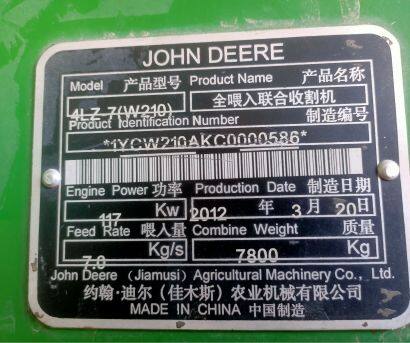 JOHN DEERE
Model 产品型号 Product Name 产品名称
4LZ-7(W210) 全喂入联合收割机
Product Identification Number 制造编号
*1YCW210AKC0000586*
Engine Power 功率 Production Date 制造日期
117 Kw 2012 年 3 月 20 日
Feed Rate 喂入量 Combine Weight 质量
7.0 Kg/s 7800 Kg
John Deere (Jiamusi) Agricultural Machinery Co., Ltd.
约翰·迪尔(佳木斯)农业机械有限公司
MADE IN CHINA 中国制造